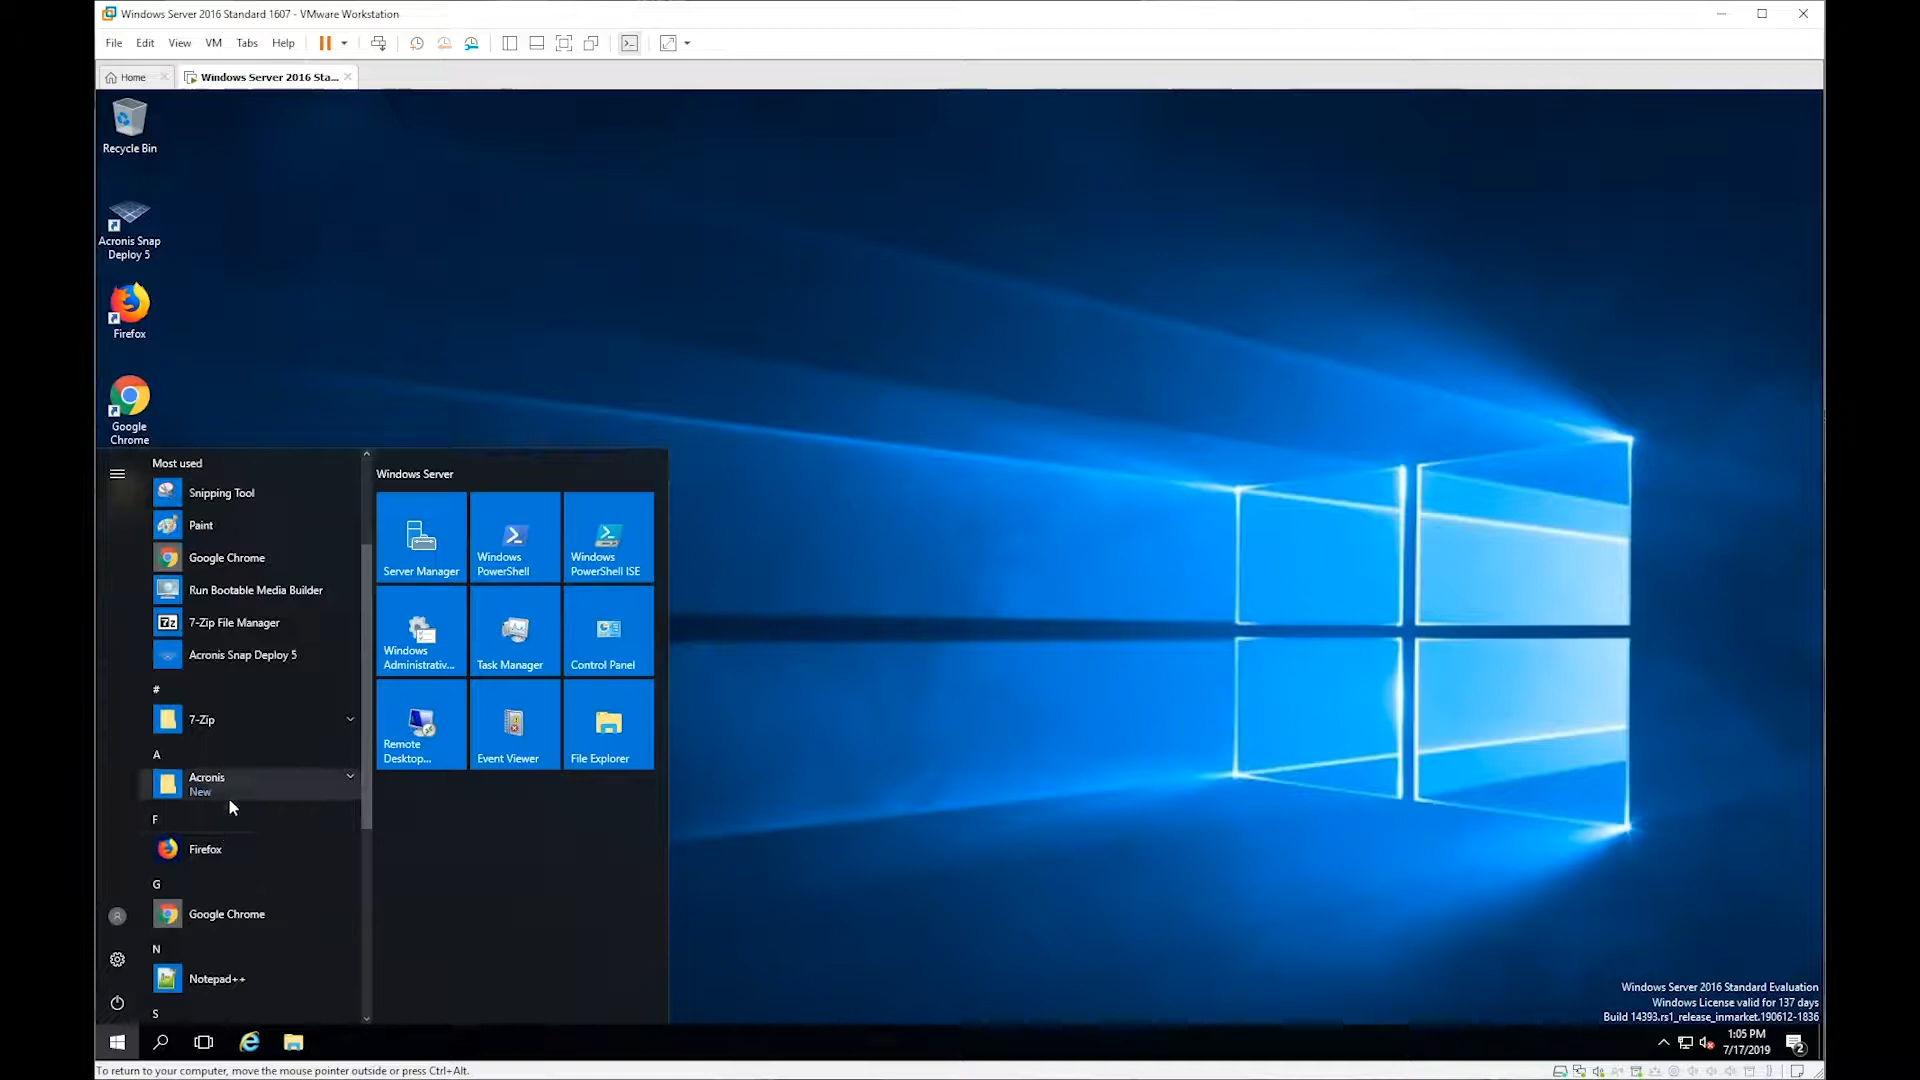 Windows Server 2016 Standard 1607 - VMware Workstation
File Edit View VM Tabs Help
Home
Windows Server 2016 Sta...
Recycle Bin
Acronis Snap
Deploy 5
Firefox
Google
Chrome
Most used
Snipping Tool
Paint
Google Chrome
Run Bootable Media Builder
7-Zip File Manager
Acronis Snap Deploy 5
#
7-Zip
A
Acronis
New
F
Firefox
G
Google Chrome
N
Notepad++
S
Windows Server
Server Manager
Windows
PowerShell
Windows
PowerShell ISE
Windows
Administrativ...
Task Manager
Control Panel
Remote
Desktop...
Event Viewer
File Explorer
Windows Server 2016 Standard Evaluation
Windows License valid for 137 days
Build 14393.rs1_release_inmarket.190612-1836
1:05 PM
7/17/2019
2
To return to your computer, move the mouse pointer outside or press Ctrl+Alt.